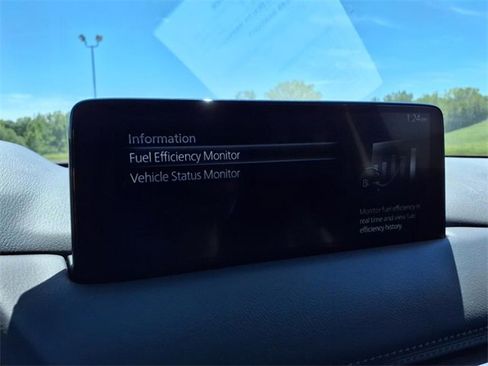 1:24
Information
Fuel Efficiency Monitor
Vehicle Status Monitor
Monitor fuel efficiency in
real time and view fuel
efficiency history.